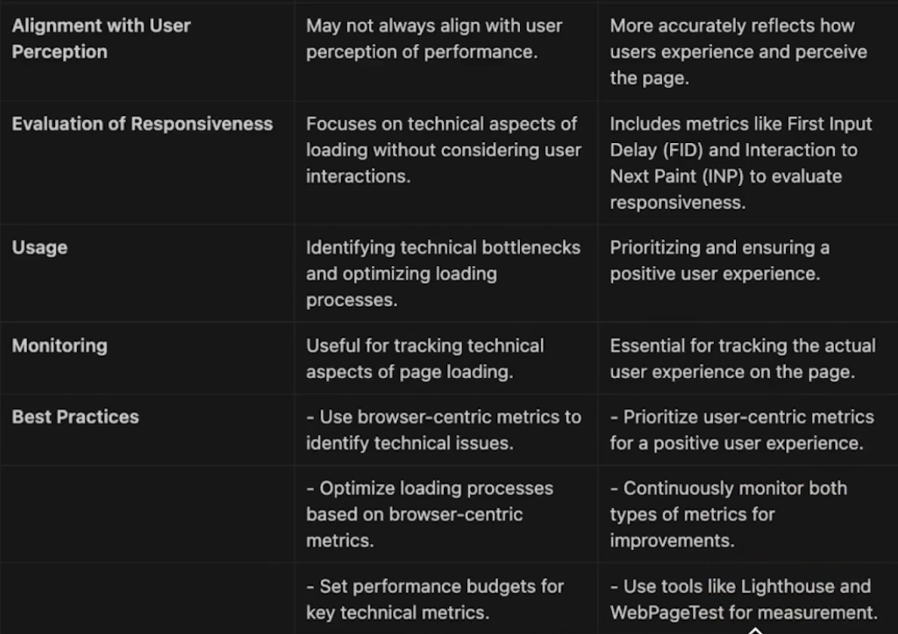 Alignment with User
Perception
May not always align with user
perception of performance.
More accurately reflects how
users experience and perceive
the page.
Evaluation of Responsiveness
Focuses on technical aspects of
loading without considering user
interactions.
Includes metrics like First Input
Delay (FID) and Interaction to
Next Paint (INP) to evaluate
responsiveness.
Usage
Identifying technical bottlenecks
and optimizing loading
processes.
Prioritizing and ensuring a
positive user experience.
Monitoring
Useful for tracking technical
aspects of page loading.
Essential for tracking the actual
user experience on the page.
Best Practices
- Use browser-centric metrics to
identify technical issues.
- Prioritize user-centric metrics
for a positive user experience.
- Optimize loading processes
based on browser-centric
metrics.
- Continuously monitor both
types of metrics for
improvements.
- Set performance budgets for
key technical metrics.
- Use tools like Lighthouse and
WebPageTest for measurement.